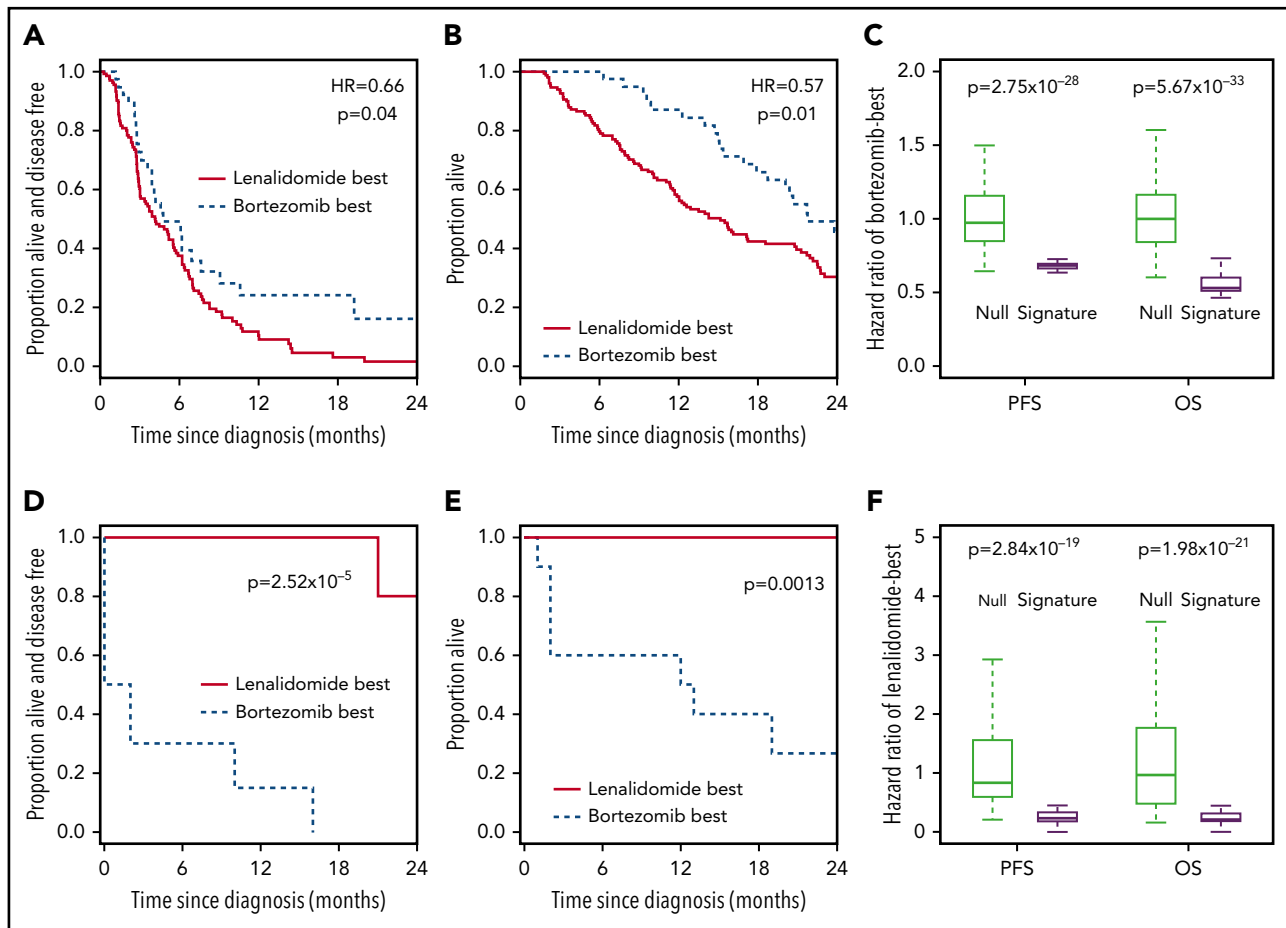 A
Proportion alive and disease free
1.0
0.8
0.6
0.4
0.2
0.0
HR=0.66
p=0.04
Lenalidomide best
Bortezomib best
0 6 12 18 24
Time since diagnosis (months)
B
Proportion alive
1.0
0.8
0.6
0.4
0.2
0.0
HR=0.57
p=0.01
Lenalidomide best
Bortezomib best
0 6 12 18 24
Time since diagnosis (months)
C
Hazard ratio of bortezomib-best
2.0
1.5
1.0
0.5
0.0
p=2.75x10⁻²⁸ p=5.67x10⁻³³
Null Signature Null Signature
PFS OS
D
Proportion alive and disease free
1.0
0.8
0.6
0.4
0.2
0.0
p=2.52x10⁻⁵
Lenalidomide best
Bortezomib best
0 6 12 18 24
Time since diagnosis (months)
E
Proportion alive
1.0
0.8
0.6
0.4
0.2
0.0
p=0.0013
Lenalidomide best
Bortezomib best
0 6 12 18 24
Time since diagnosis (months)
F
Hazard ratio of lenalidomide-best
5
4
3
2
1
0
p=2.84x10⁻¹⁹ p=1.98x10⁻²¹
Null Signature Null Signature
PFS OS